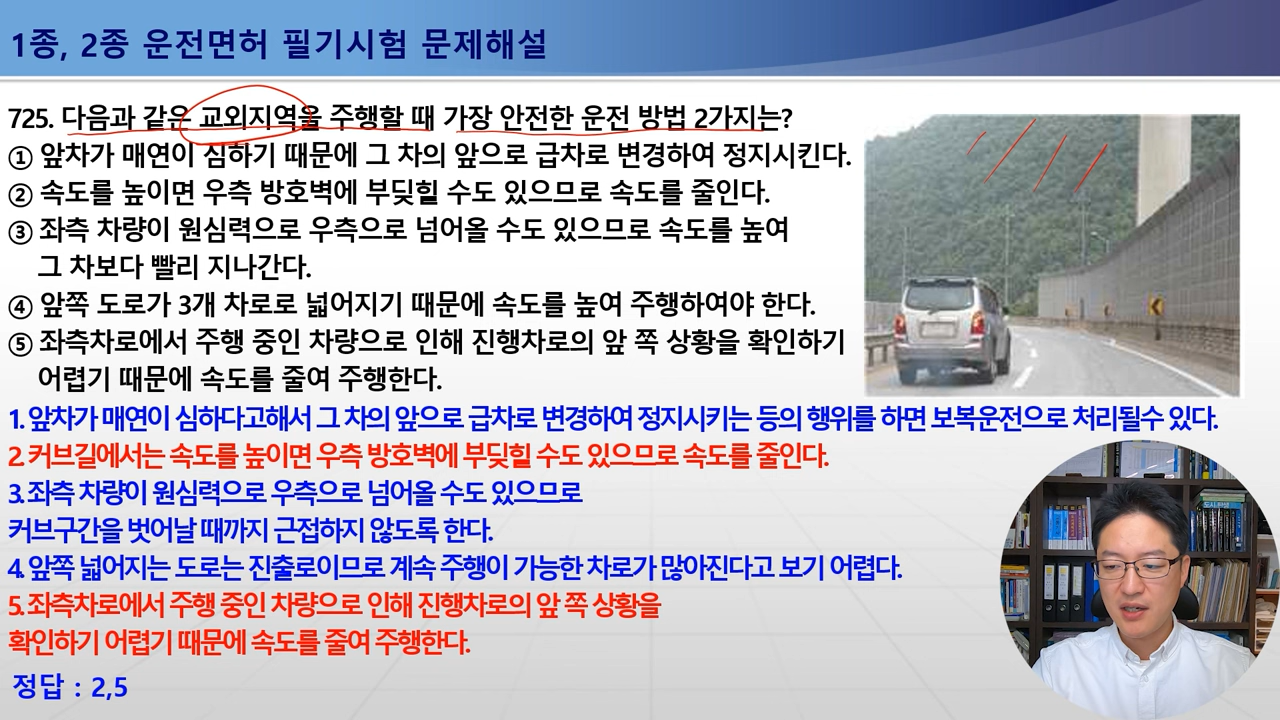 1종, 2종 운전면허 필기시험 문제해설
725. 다음과 같은 교외지역을 주행할 때 가장 안전한 운전 방법 2가지는?
① 앞차가 매연이 심하기 때문에 그 차의 앞으로 급차로 변경하여 정지시킨다.
② 속도를 높이면 우측 방호벽에 부딪힐 수도 있으므로 속도를 줄인다.
③ 좌측 차량이 원심력으로 우측으로 넘어올 수도 있으므로 속도를 높여
그 차보다 빨리 지나간다.
④ 앞쪽 도로가 3개 차로로 넓어지기 때문에 속도를 높여 주행하여야 한다.
⑤ 좌측차로에서 주행 중인 차량으로 인해 진행차로의 앞 쪽 상황을 확인하기
어렵기 때문에 속도를 줄여 주행한다.
1. 앞차가 매연이 심하다고해서 그 차의 앞으로 급차로 변경하여 정지시키는 등의 행위를 하면 보복운전으로 처리될수 있다.
2. 커브길에서는 속도를 높이면 우측 방호벽에 부딪힐 수도 있으므로 속도를 줄인다.
3. 좌측 차량이 원심력으로 우측으로 넘어올 수도 있으므로
커브구간을 벗어날 때까지 근접하지 않도록 한다.
4. 앞쪽 넓어지는 도로는 진출로이므로 계속 주행이 가능한 차로가 많아진다고 보기 어렵다.
5. 좌측차로에서 주행 중인 차량으로 인해 진행차로의 앞 쪽 상황을
확인하기 어렵기 때문에 속도를 줄여 주행한다.
정답 : 2,5